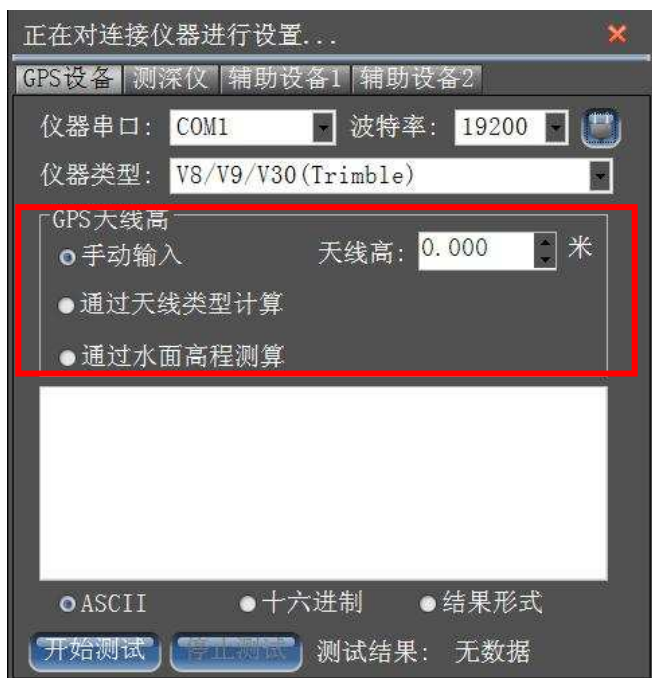 正在对连接仪器进行设置...
GPS设备 测深仪 辅助设备1 辅助设备2
仪器串口: COM1 波特率: 19200
仪器类型: V8/V9/V30(Trimble)
GPS天线高
手动输入 天线高: 0.000 米
通过天线类型计算
通过水面高程测算
ASCII 十六进制 结果形式
开始测试 停止测试 测试结果: 无数据